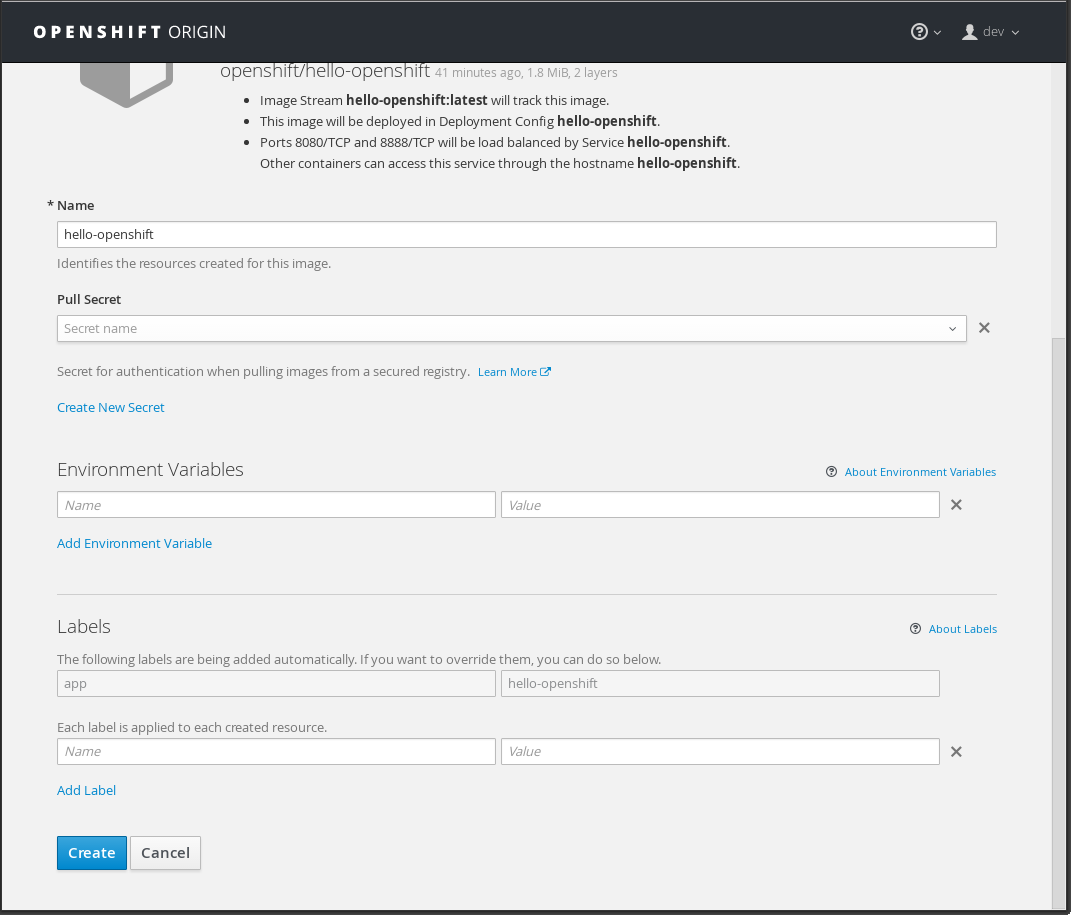 OPENSHIFT ORIGIN
dev
openshift/hello-openshift 41 minutes ago, 1.8 MiB, 2 layers
Image Stream hello-openshift:latest will track this image.
This image will be deployed in Deployment Config hello-openshift.
Ports 8080/TCP and 8888/TCP will be load balanced by Service hello-openshift.
Other containers can access this service through the hostname hello-openshift.
* Name
hello-openshift
Identifies the resources created for this image.
Pull Secret
Secret name
Secret for authentication when pulling images from a secured registry. Learn More
Create New Secret
Environment Variables
About Environment Variables
Name Value
Add Environment Variable
Labels
About Labels
The following labels are being added automatically. If you want to override them, you can do so below.
app hello-openshift
Each label is applied to each created resource.
Name Value
Add Label
Create Cancel